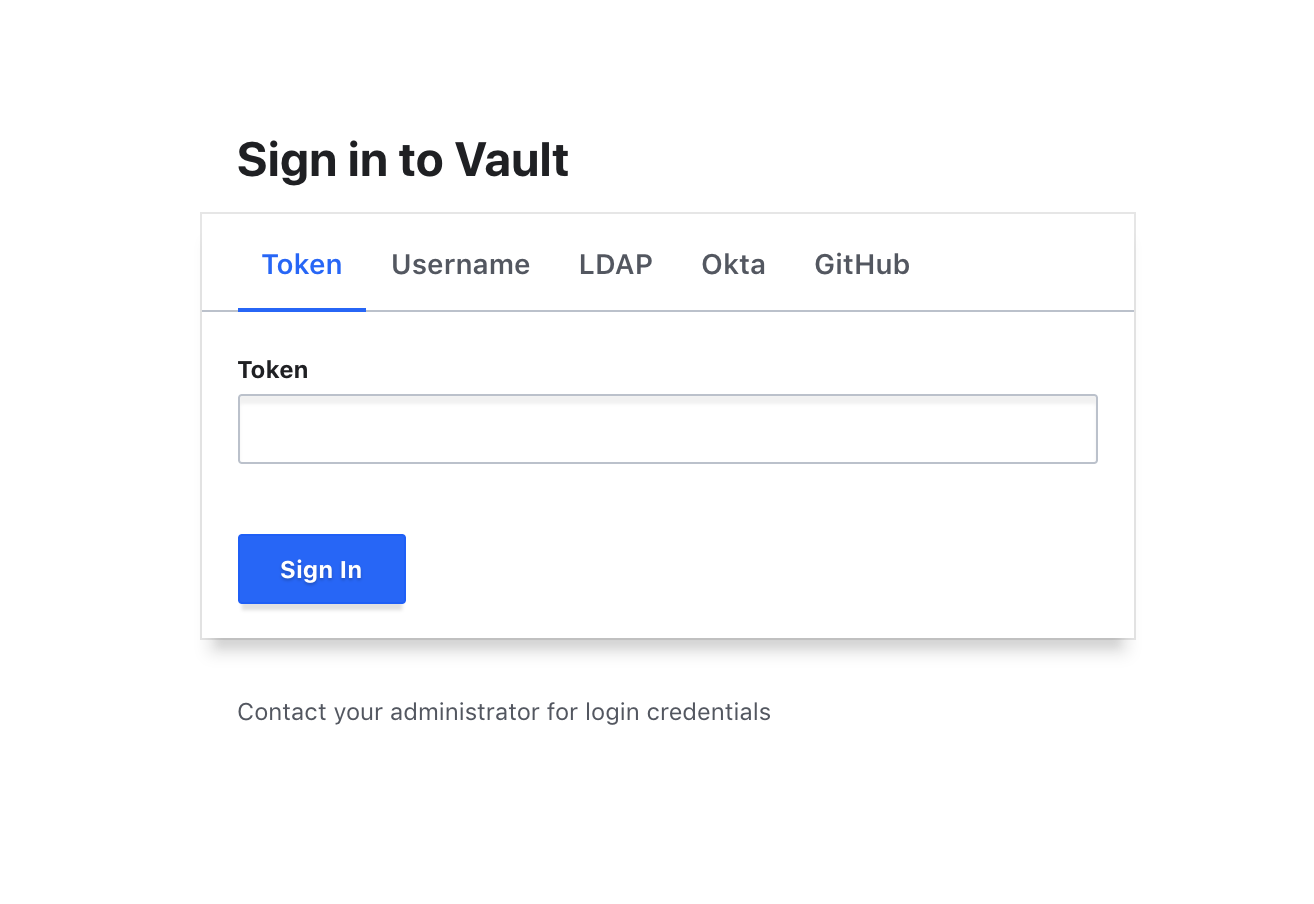 Sign in to Vault
Token Username LDAP Okta GitHub
Token
Sign In
Contact your administrator for login credentials